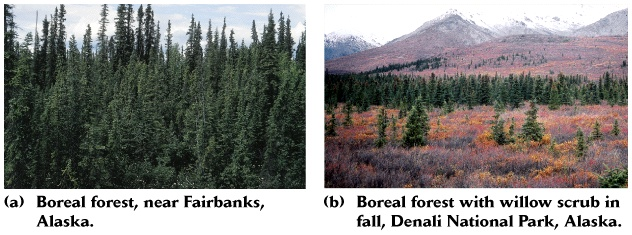 (a) Boreal forest, near Fairbanks,
Alaska.
(b) Boreal forest with willow scrub in
fall, Denali National Park, Alaska.